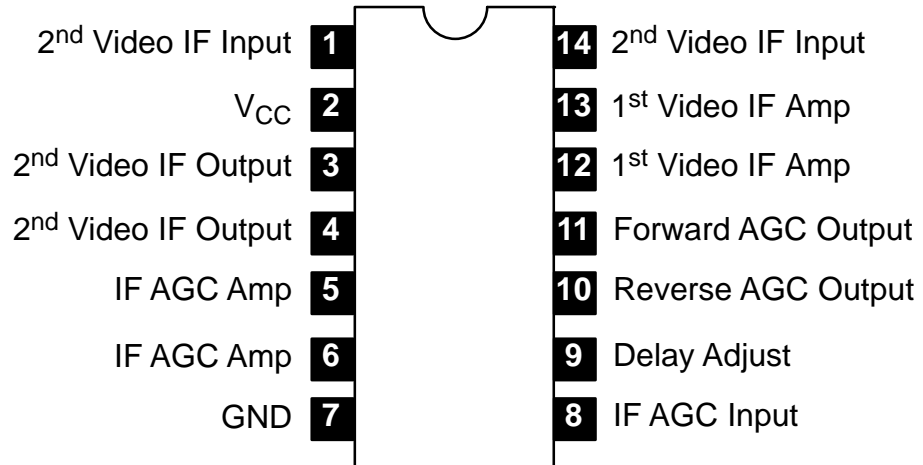 2nd Video IF Input 1 14 2nd Video IF Input
VCC 2 13 1st Video IF Amp
2nd Video IF Output 3 12 1st Video IF Amp
2nd Video IF Output 4 11 Forward AGC Output
IF AGC Amp 5 10 Reverse AGC Output
IF AGC Amp 6 9 Delay Adjust
GND 7 8 IF AGC Input